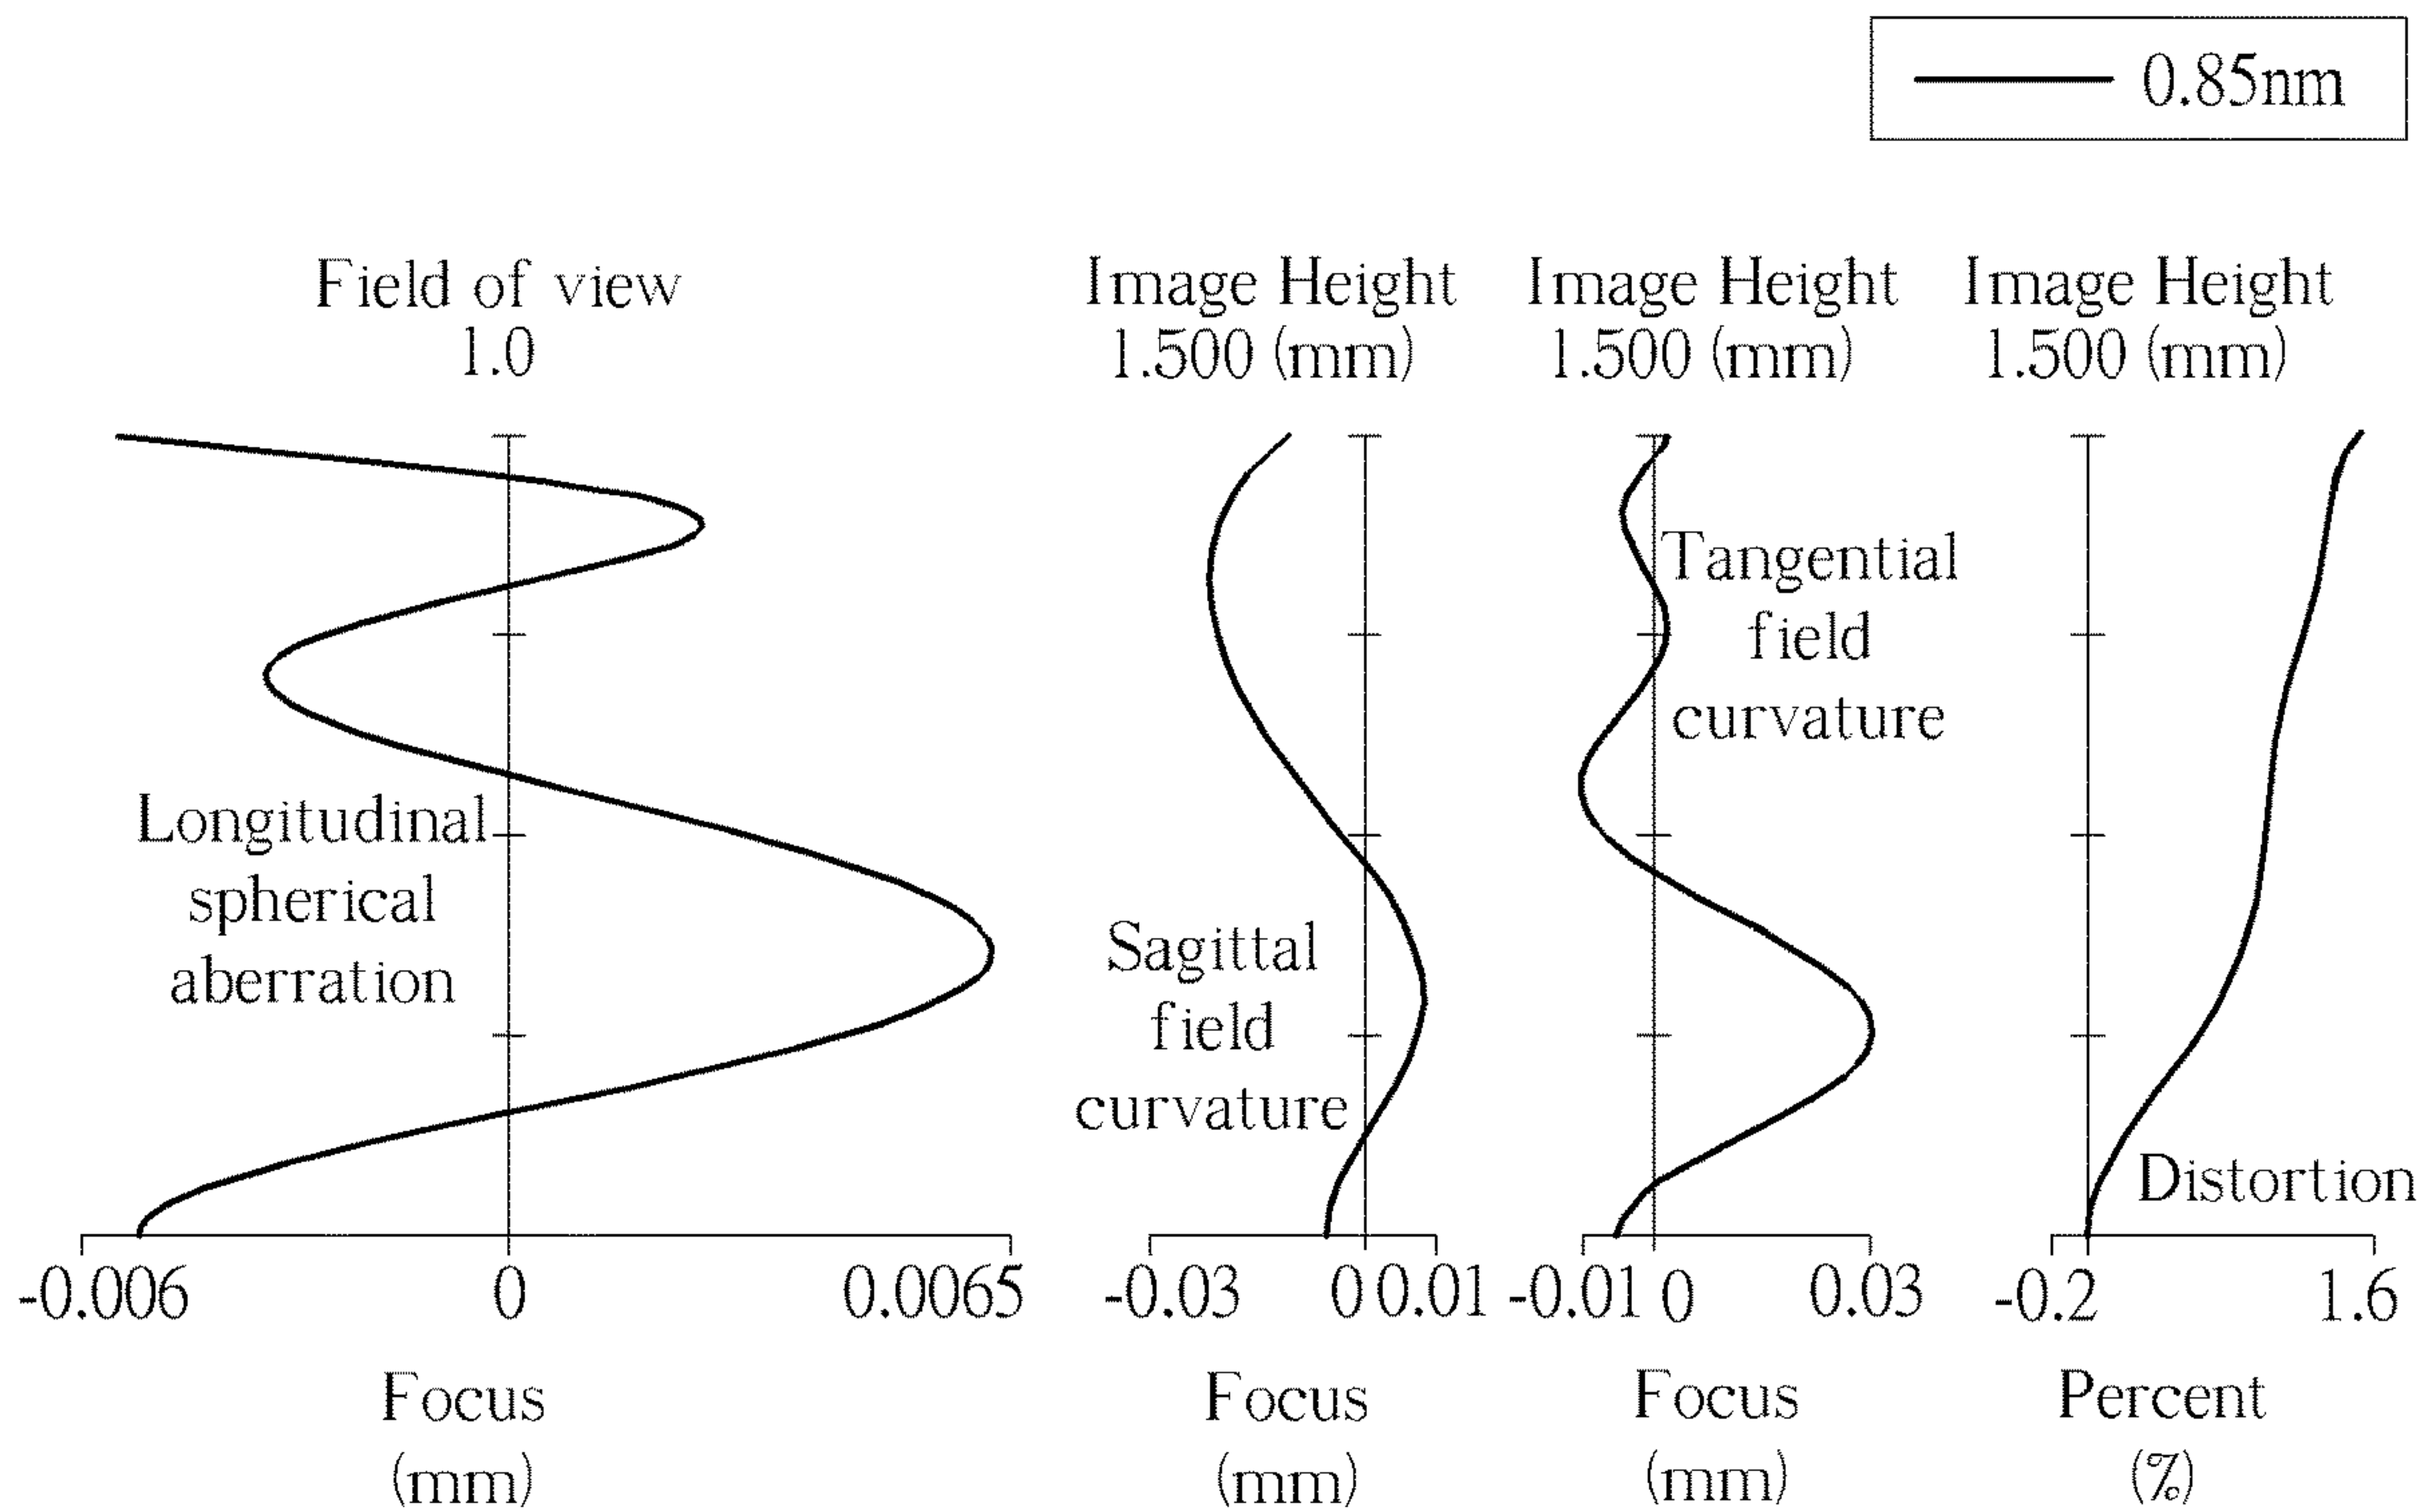 0.85nm
Field of view
1.0
Image Height
1.500 (mm)
Image Height
1.500 (mm)
Image Height
1.500 (mm)
Longitudinal
spherical
aberration
Sagittal
field
curvature
Tangential
field
curvature
Distortion
-0.006 0 0.0065
-0.03 0 0.01
-0.01 0 0.03
-0.2 1.6
Focus
(mm)
Focus
(mm)
Focus
(mm)
Percent
(%)